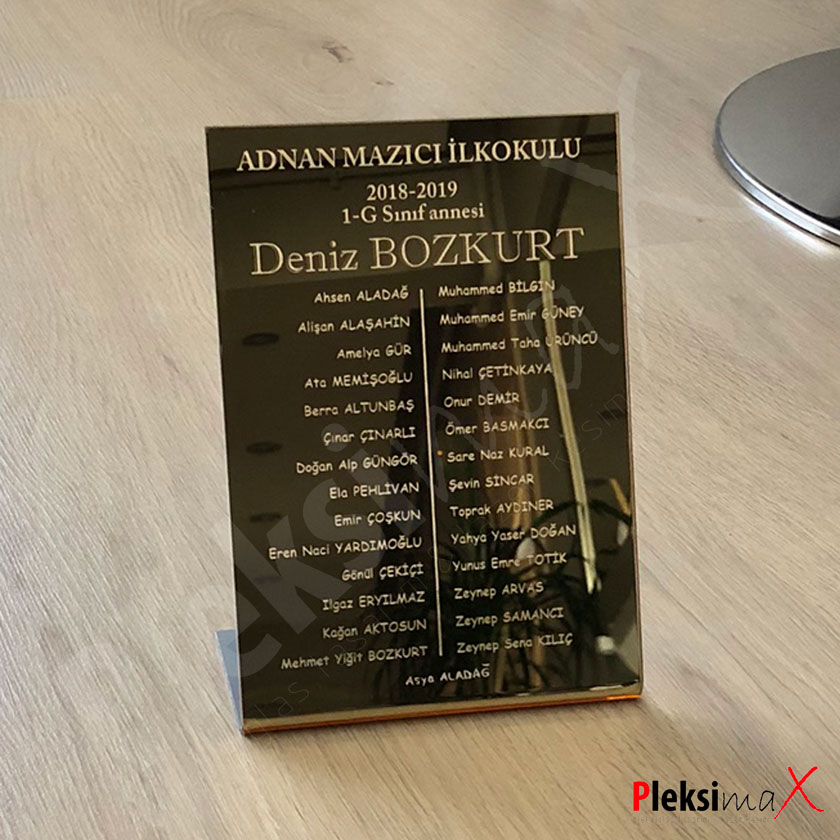 ADNAN MAZICI İLKOKULU
2018-2019
1-G Sınıf annesi
Deniz BOZKURT
Ahsen ALADAĞ
Alişan ALAŞAHİN
Amelya GÜR
Ata MEMİŞOĞLU
Berra ALTUNBAŞ
Çınar ÇINARLI
Doğan Alp GÜNGÖR
Ela PEHLİVAN
Emir ÇOŞKUN
Eren Naci YARDIMOĞLU
Gönül ÇEKİÇİ
Ilgaz ERYILMAZ
Kağan AKTOSUN
Mehmet Yiğit BOZKURT
Muhammed BİLGİN
Muhammed Emir GÜNEY
Muhammed Taha ÜRÜNCÜ
Nihal ÇETİNKAYA
Onur DEMİR
Ömer BASMAKCI
Sare Naz KURAL
Şevin SİNCAR
Toprak AYDINER
Yahya Yaser DOĞAN
Yunus Emre TOTİK
Zeynep ARVAS
Zeynep SAMANCI
Zeynep Sena KILIÇ
Asya ALADAĞ
PleksimaX